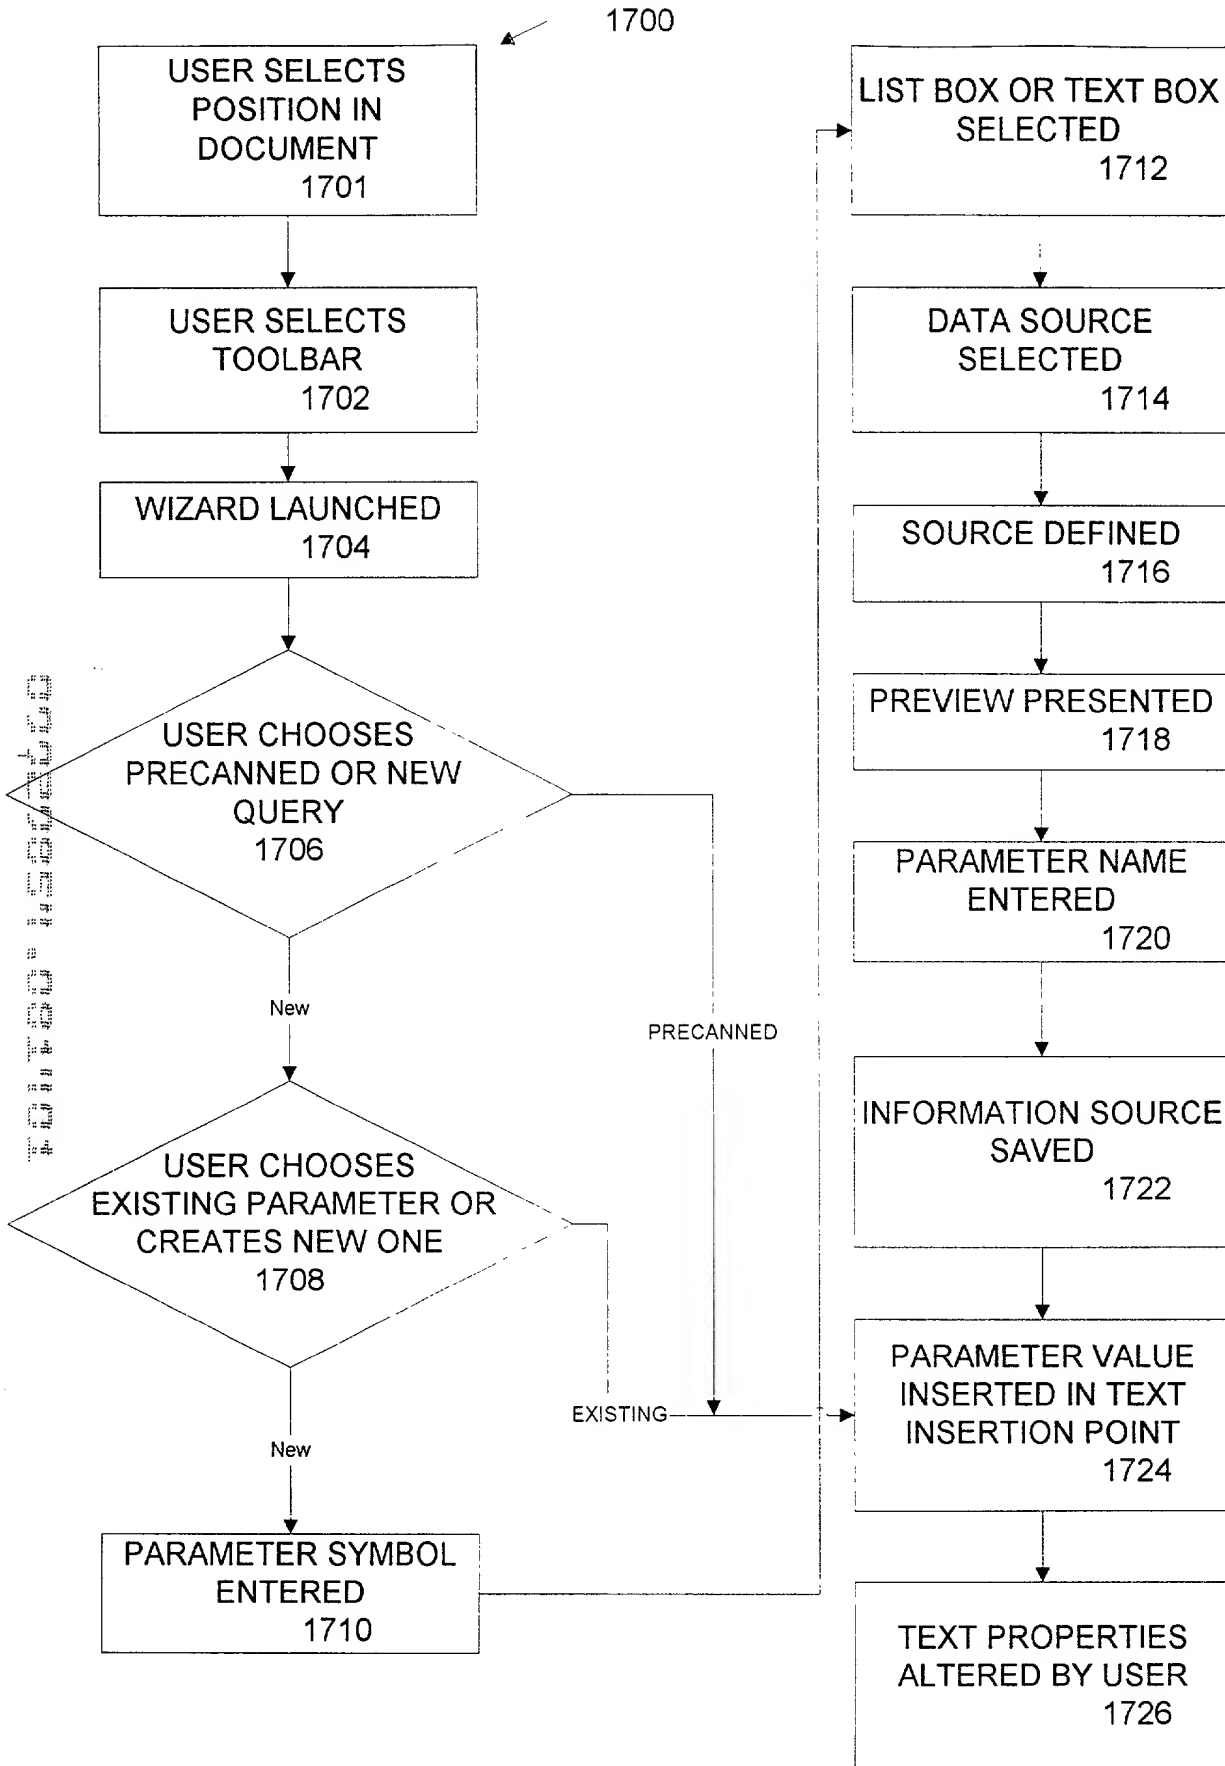 1700
USER SELECTS
POSITION IN
DOCUMENT
1701
USER SELECTS
TOOLBAR
1702
WIZARD LAUNCHED
1704
USER CHOOSES
PRECANNED OR NEW
QUERY
1706
New
PRECANNED
USER CHOOSES
EXISTING PARAMETER OR
CREATES NEW ONE
1708
EXISTING
New
PARAMETER SYMBOL
ENTERED
1710
LIST BOX OR TEXT BOX
SELECTED
1712
DATA SOURCE
SELECTED
1714
SOURCE DEFINED
1716
PREVIEW PRESENTED
1718
PARAMETER NAME
ENTERED
1720
INFORMATION SOURCE
SAVED
1722
PARAMETER VALUE
INSERTED IN TEXT
INSERTION POINT
1724
TEXT PROPERTIES
ALTERED BY USER
1726